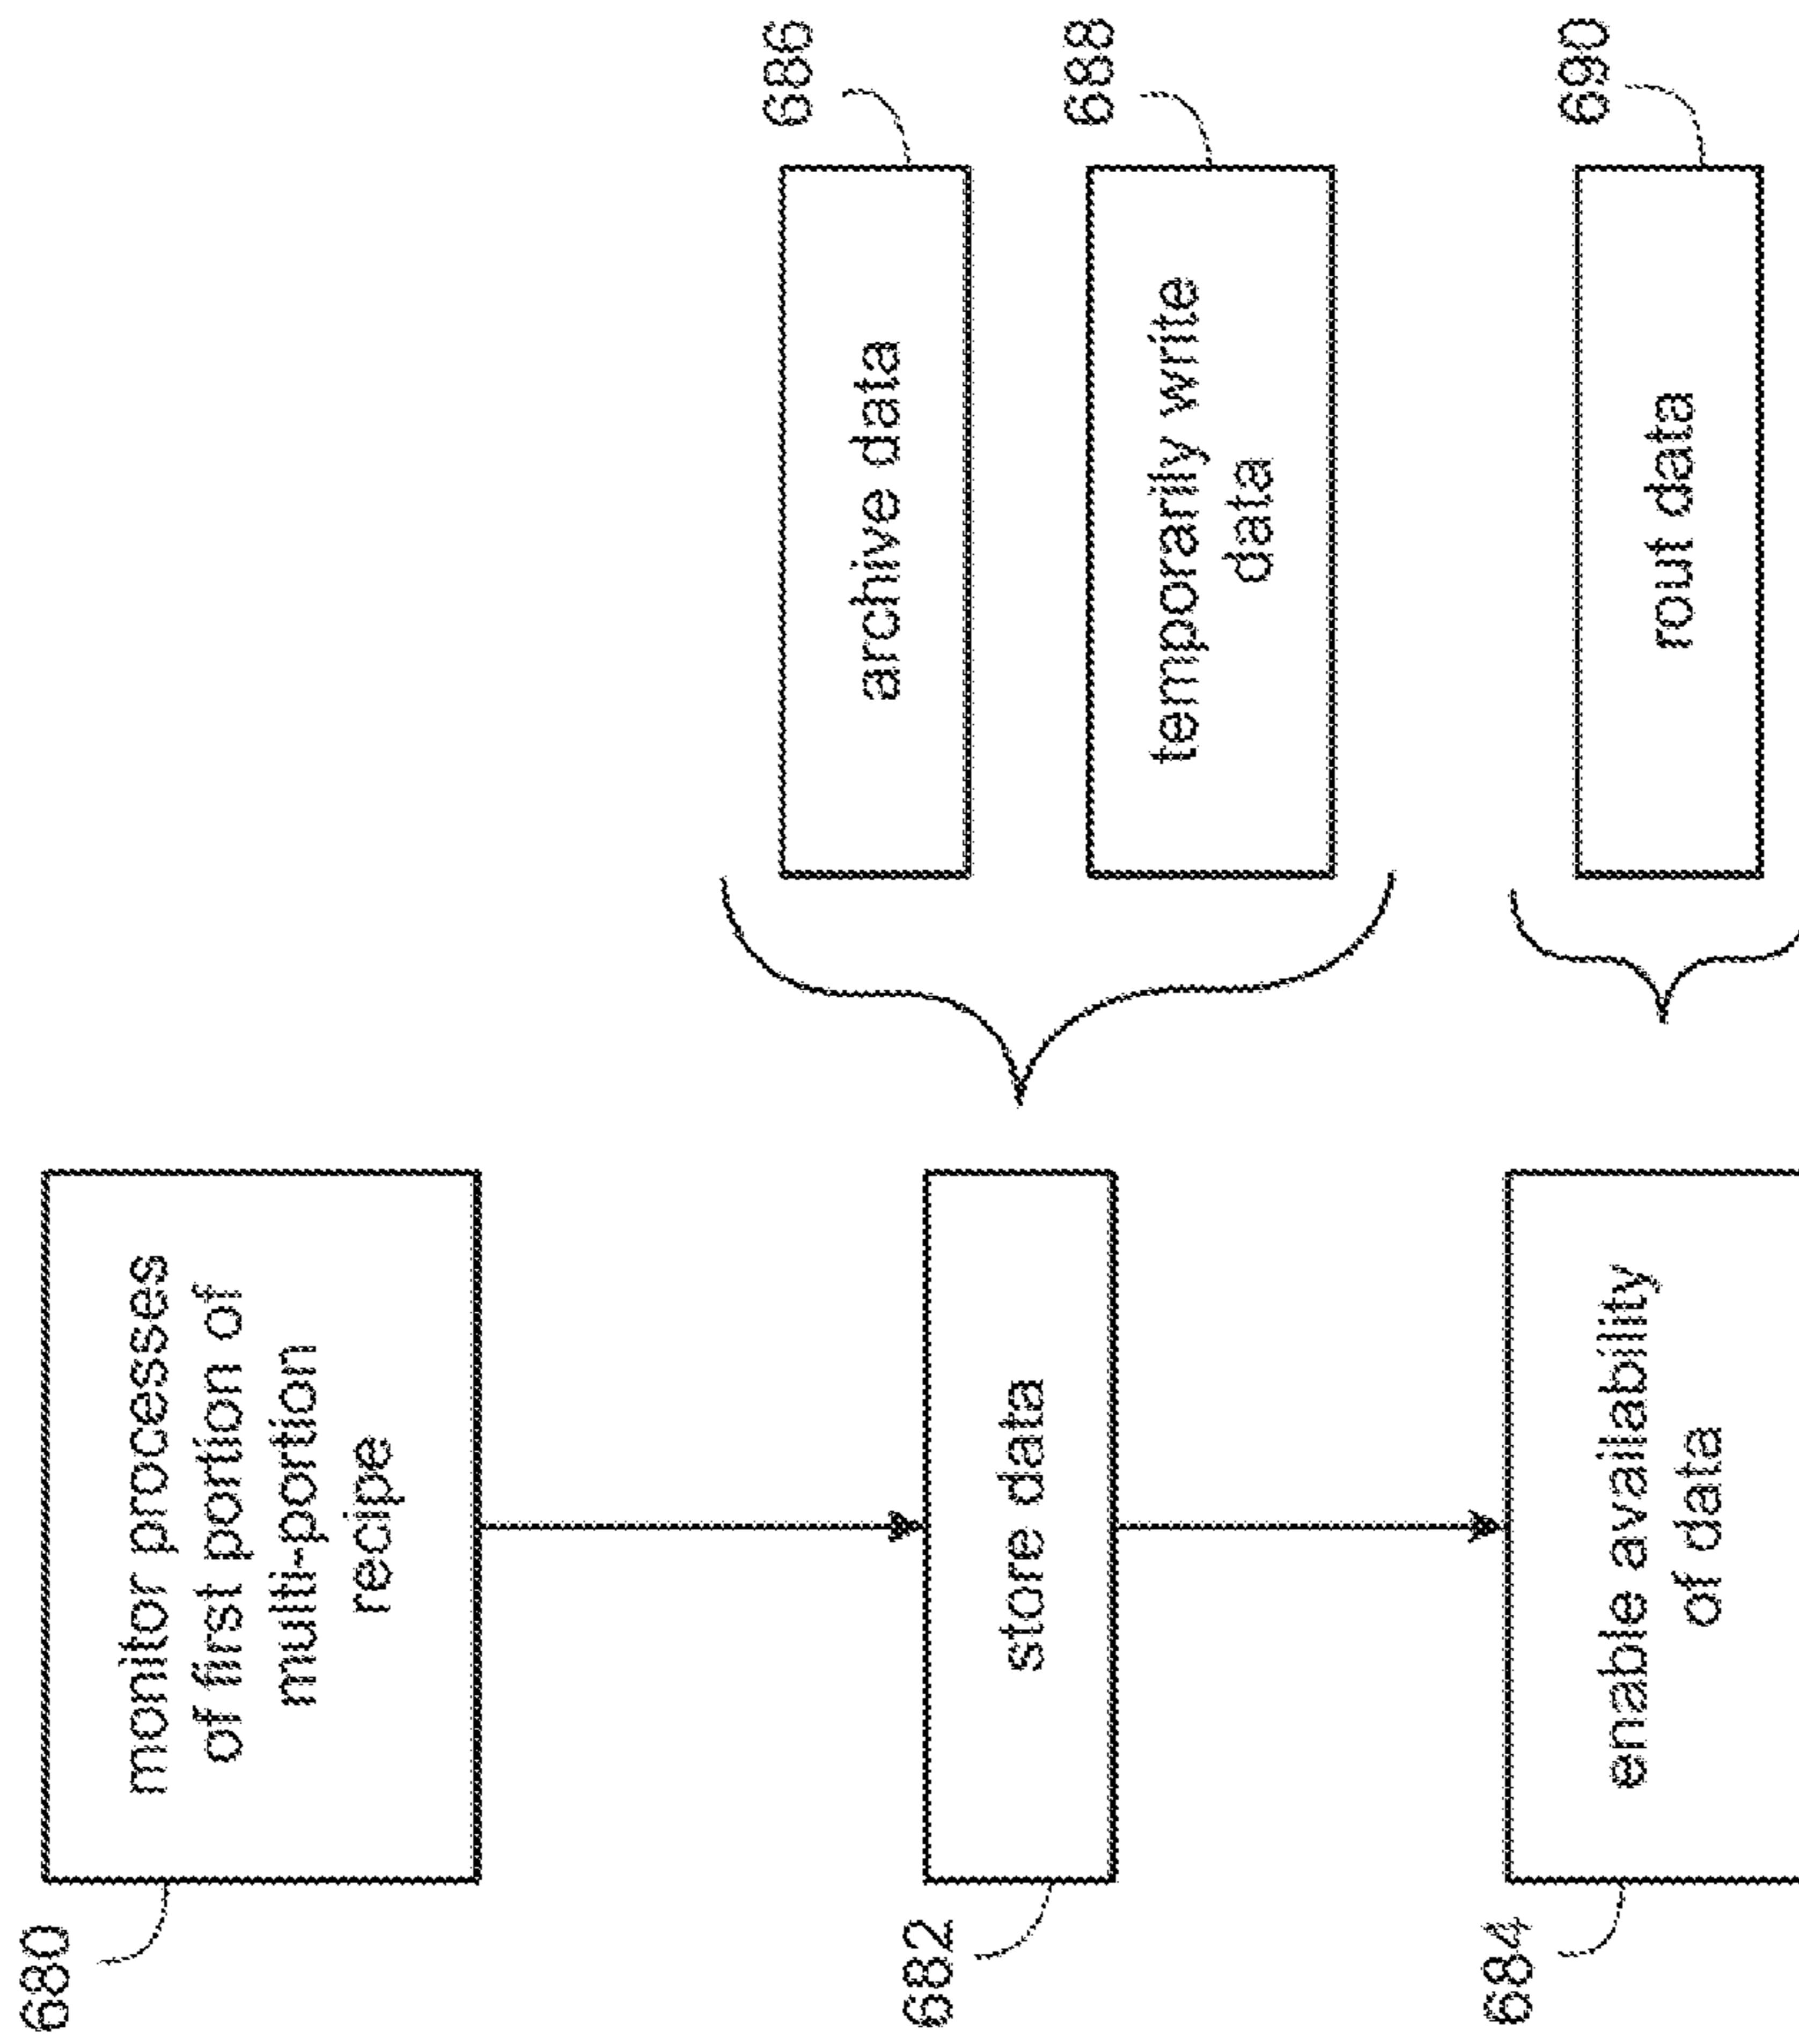 680
monitor processes
of first portion of
multi-portion
recipe
682
store data
686
archive data
688
temporarily write
data
684
enable availability
of data
690
rout data